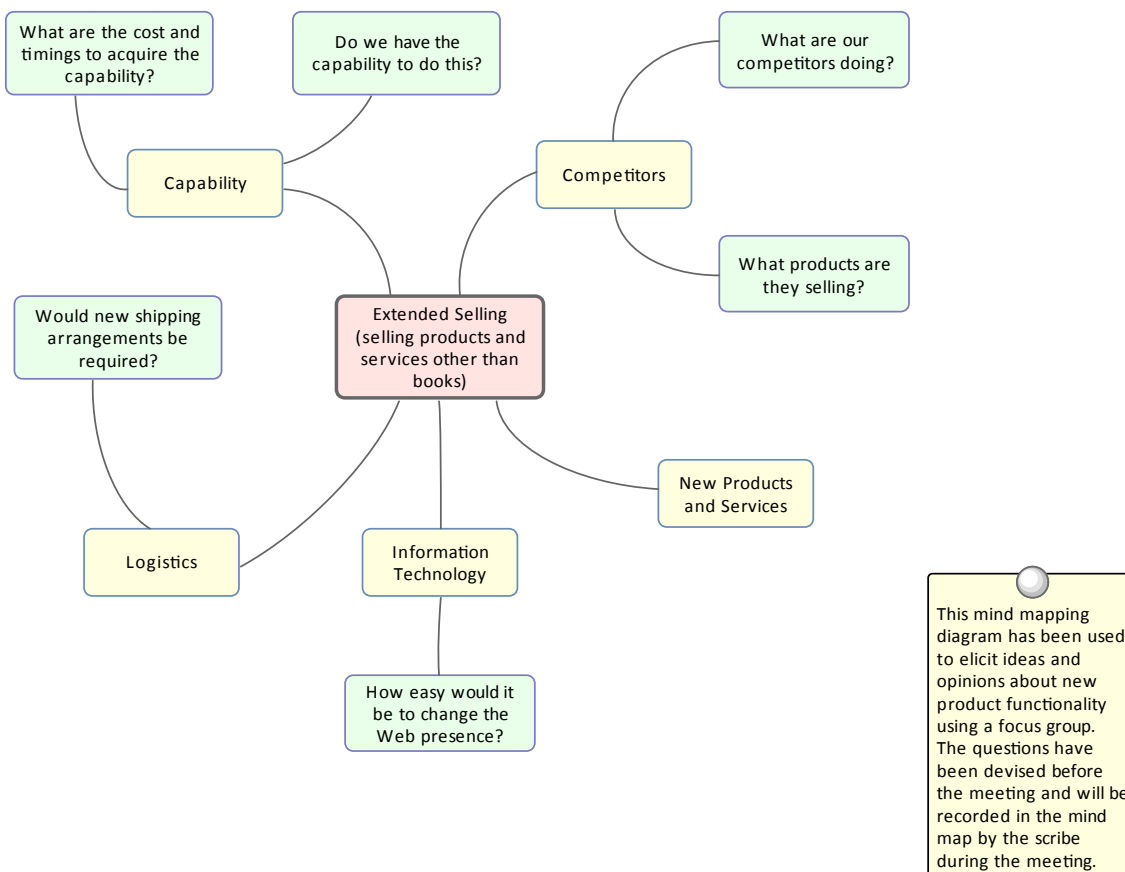 What are the cost and
timings to acquire the
capability?
Do we have the
capability to do this?
What are our
competitors doing?
Capability
Competitors
What products are
they selling?
Would new shipping
arrangements be
required?
Extended Selling
(selling products and
services other than
books)
New Products
and Services
Logistics
Information
Technology
How easy would it
be to change the
Web presence?
This mind mapping
diagram has been used
to elicit ideas and
opinions about new
product functionality
using a focus group.
The questions have
been devised before
the meeting and will be
recorded in the mind
map by the scribe
during the meeting.